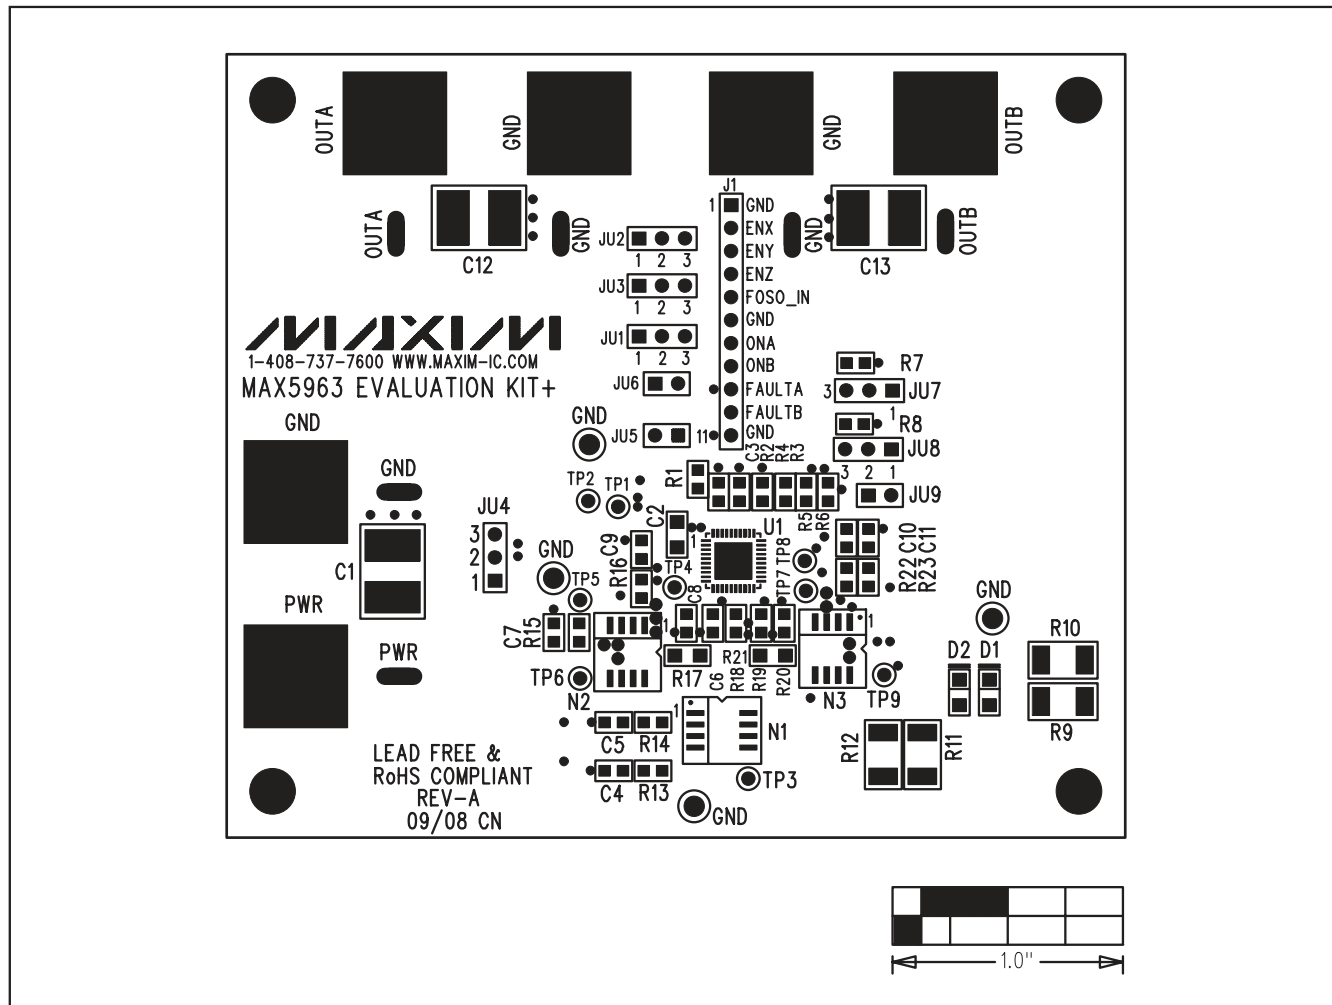 OUTA
GND
GND
OUTB
J1
1
GND
ENX
ENY
ENZ
FOSO_IN
GND
ONA
ONB
FAULTA
FAULTB
11
GND
OUTA
C12
GND
JU2
1 2 3
JU3
1 2 3
JU1
1 2 3
JU6
JU5
GND
C13
OUTB
MAXIM
1-408-737-7600 WWW.MAXIM-IC.COM
MAX5963 EVALUATION KIT+
R7
3
JU7
1
R8
JU8
3 2 1
JU9
GND
GND
GND
C1
PWR
PWR
JU4
3
2
1
TP2
TP1
GND
TP5
R1
C3
R2
R4
R3
R5
R6
C2
1
U1
C9
R16
TP4
C8
TP8
TP7
C10
C11
R22
R23
C7
R15
1
TP6
N2
R17
R21
C6
R18
R19
R20
1
N3
TP9
GND
D2 D1
R10
R9
R12
R11
1
N1
C5 R14
C4 R13
TP3
GND
LEAD FREE &
RoHS COMPLIANT
REV-A
09/08 CN
1.0"